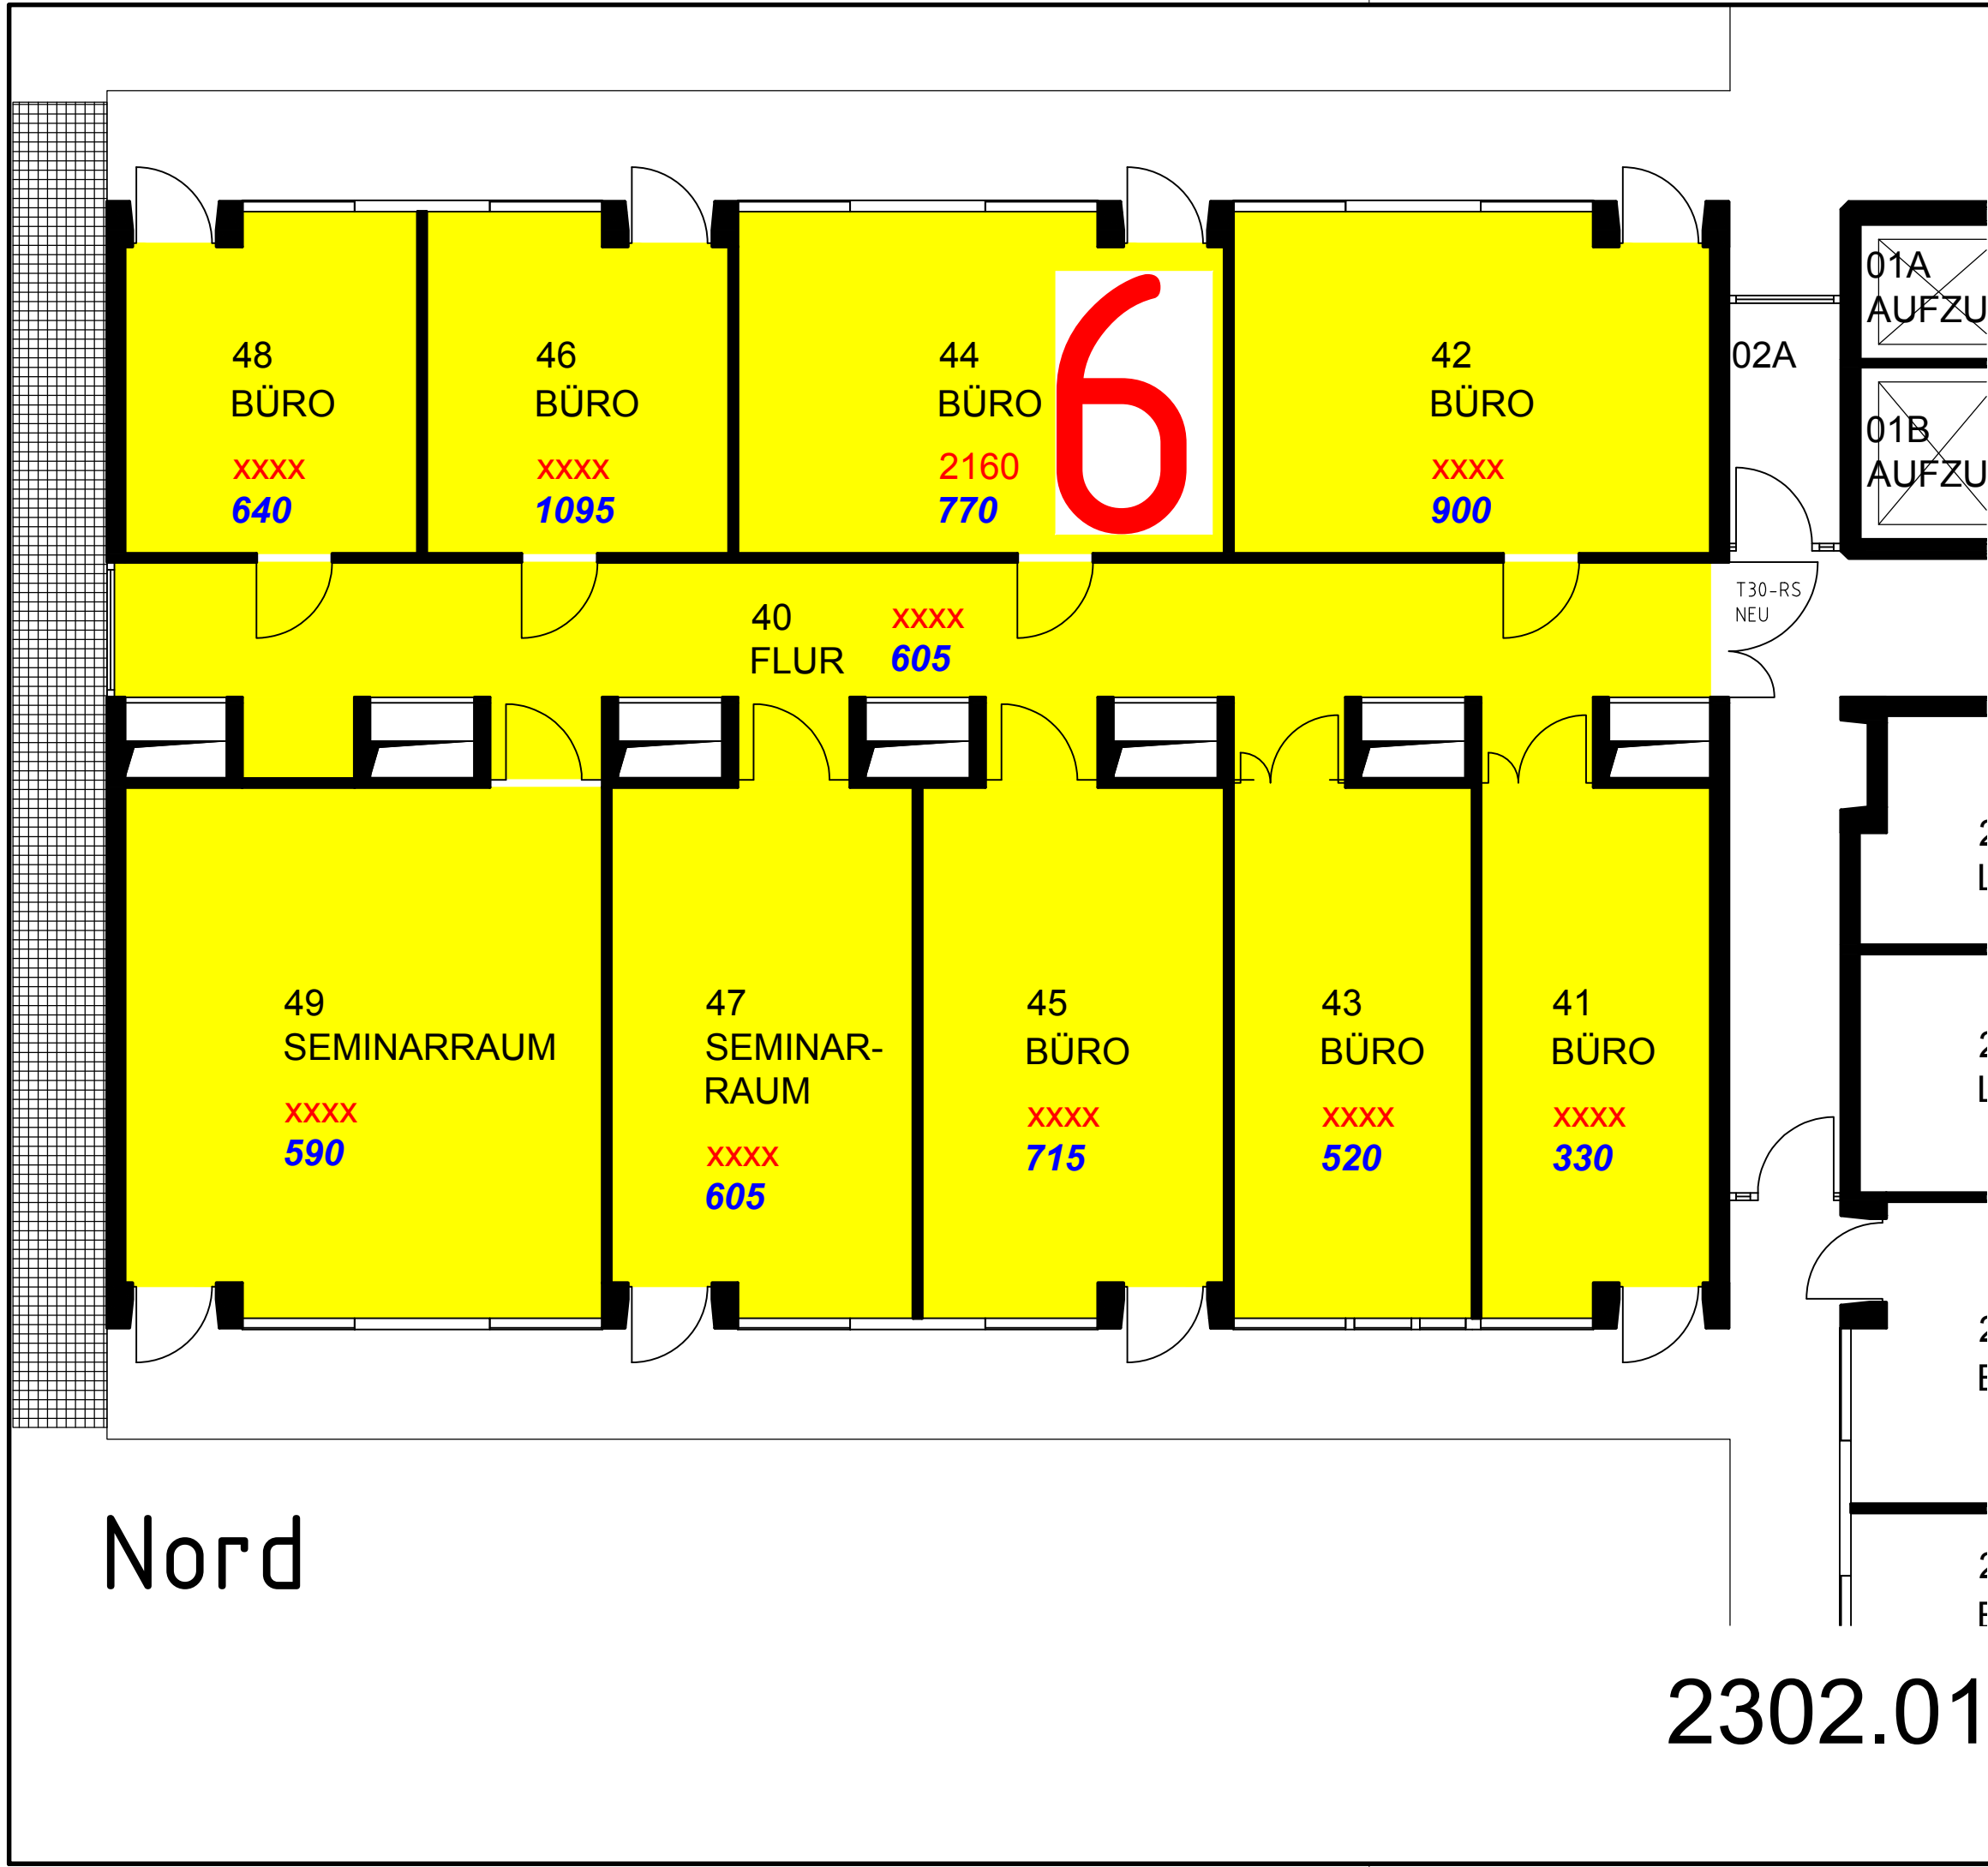 48
BÜRO
xxxx
640
46
BÜRO
xxxx
1095
44
BÜRO
2160
770
6
42
BÜRO
xxxx
900
02A
01A
AUFZU
01B
AUFZU
40
FLUR
xxxx
605
T30-RS
NEU
49
SEMINARRAUM
xxxx
590
47
SEMINAR-
RAUM
xxxx
605
45
BÜRO
xxxx
715
43
BÜRO
xxxx
520
41
BÜRO
xxxx
330
Nord
2302.01